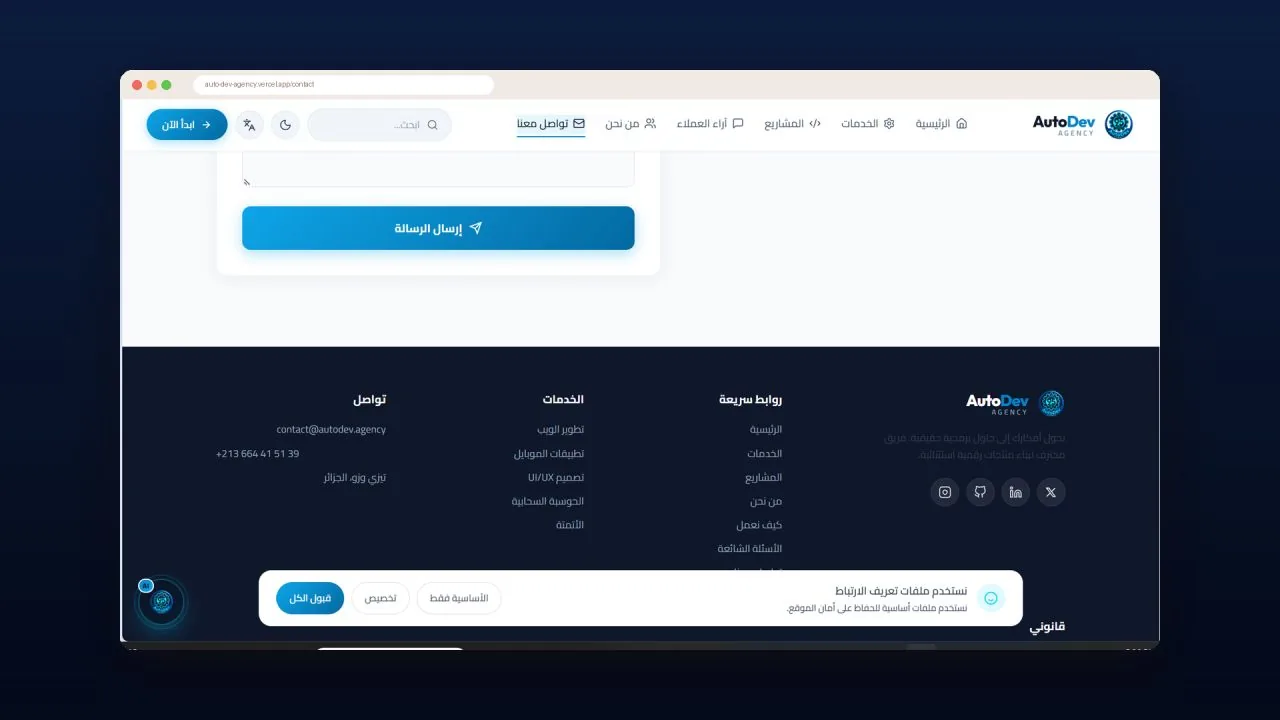 auto-dev-agency.vercel.app/contact
AutoDev
AGENCY
الرئيسية
الخدمات
المشاريع
آراء العملاء
من نحن
تواصل معنا
ابحث...
ابدأ الآن
إرسال الرسالة
AutoDev
AGENCY
نحول أفكارك إلى حلول برمجية حقيقية. فريق
محترف لبناء منتجات رقمية استثنائية.
روابط سريعة
الرئيسية
الخدمات
المشاريع
من نحن
كيف نعمل
الأسئلة الشائعة
الخدمات
تطوير الويب
تطبيقات الموبايل
تصميم UI/UX
الحوسبة السحابية
الأتمتة
تواصل
contact@autodev.agency
+213 664 41 51 39
تيزي وزو، الجزائر
نستخدم ملفات تعريف الارتباط
نستخدم ملفات أساسية للحفاظ على أمان الموقع.
الأساسية فقط
تخصيص
قبول الكل
قانوني
AI